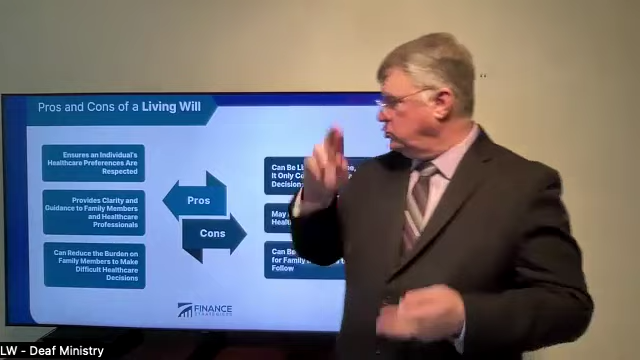 Pros and Cons of a Living Will
Ensures an Individual's
Healthcare Preferences Are
Respected
Provides Clarity and
Guidance to Family Members
and Healthcare
Professionals
Can Reduce the Burden on
Family Members to Make
Difficult Healthcare
Decisions
Pros
Cons
Can Be
It Only
Decision
May
Health
Can Be
for Family
Follow
FINANCE
STRATEGISTS
LW - Deaf Ministry